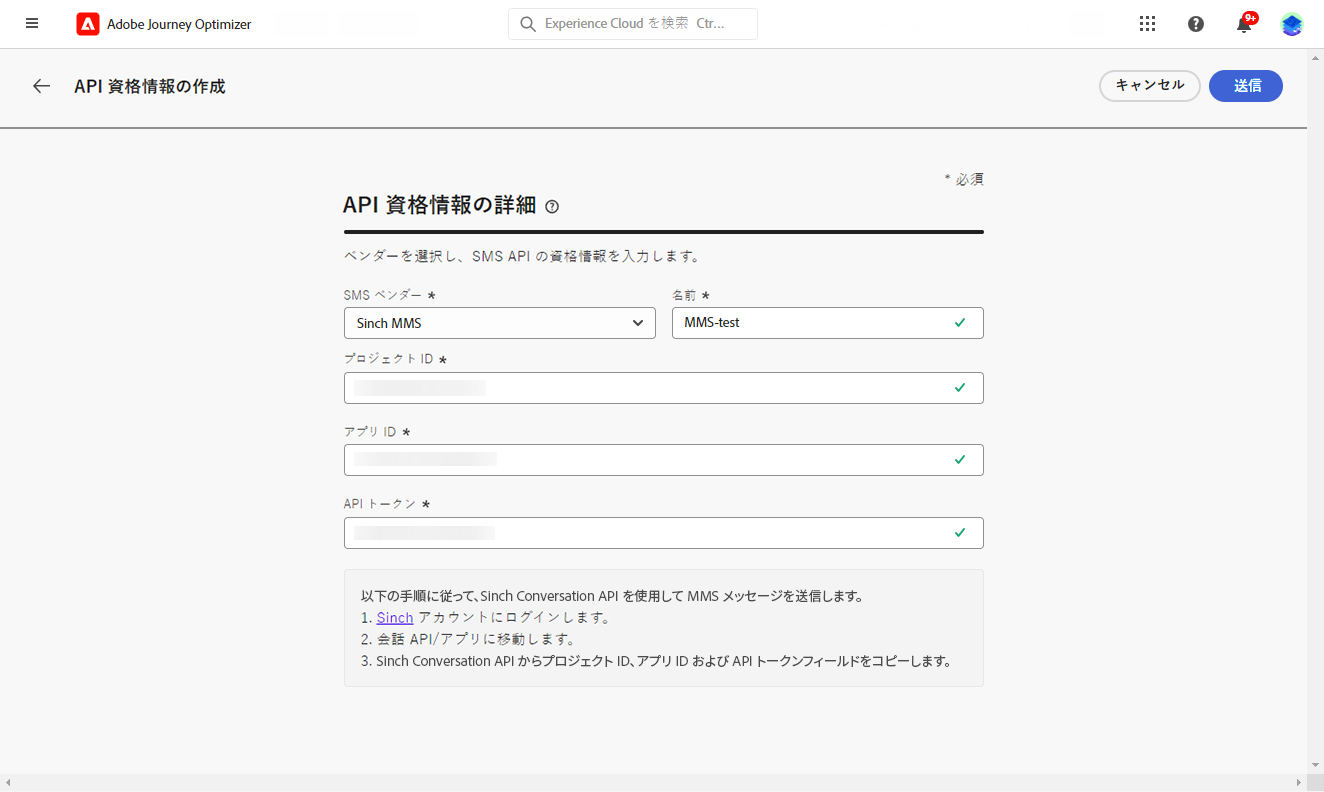 Adobe Journey Optimizer
Experience Cloud を検索 Ctr...
9+
API 資格情報の作成
キャンセル
送信
* 必須
API 資格情報の詳細
ベンダーを選択し、SMS API の資格情報を入力します。
SMS ベンダー *
名前 *
Sinch MMS
MMS-test
プロジェクト ID *
アプリ ID *
API トークン *
以下の手順に従って、Sinch Conversation API を使用して MMS メッセージを送信します。
1. Sinch アカウントにログインします。
2. 会話 API/アプリに移動します。
3. Sinch Conversation API からプロジェクト ID、アプリ ID および API トークンフィールドをコピーします。